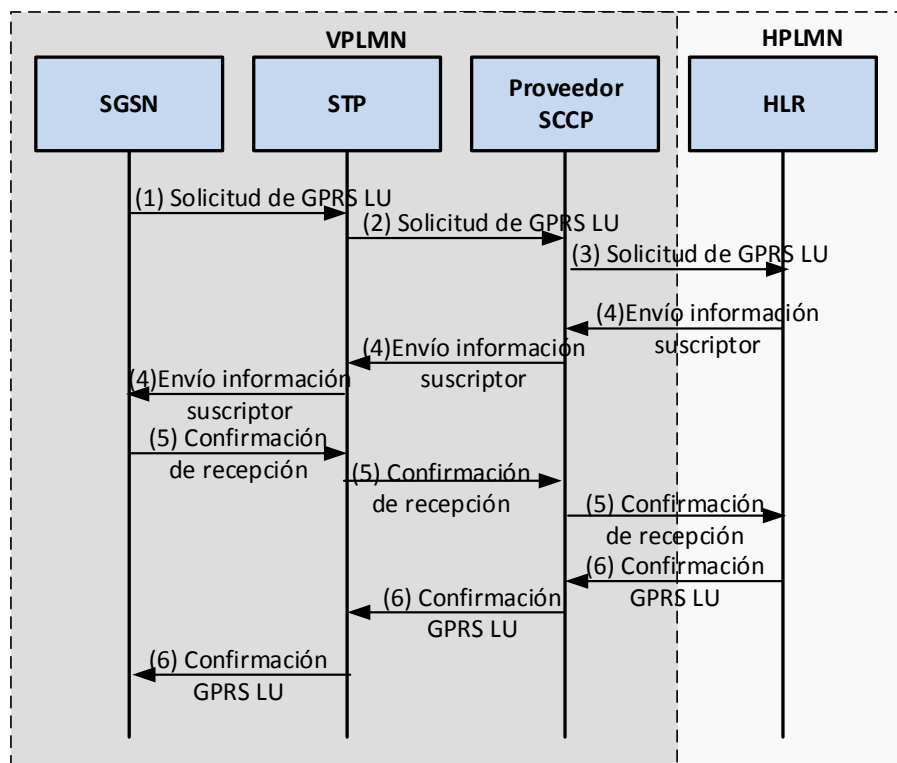 VPLMN
HPLMN
SGSN
STP
Proveedor
SCCP
HLR
(1) Solicitud de GPRS LU
(2) Solicitud de GPRS LU
(3) Solicitud de GPRS LU
(4)Envío información
suscriptor
(4)Envío información
suscriptor
(4)Envío información
suscriptor
(5) Confirmación
de recepción
(5) Confirmación
de recepción
(5) Confirmación
de recepción
(6) Confirmación
GPRS LU
(6) Confirmación
GPRS LU
(6) Confirmación
GPRS LU